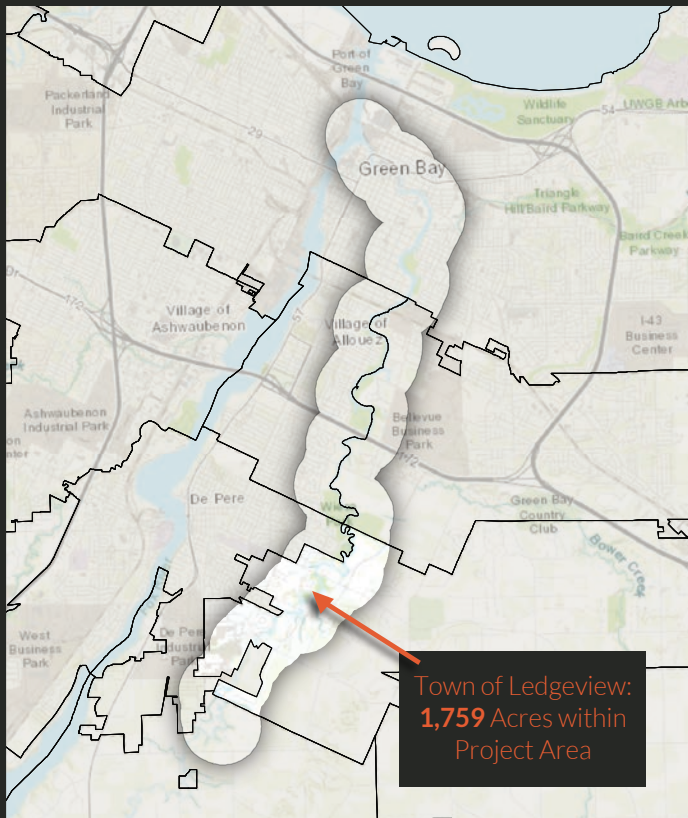 Port of
Green
Bay
Packerland
Industrial
Park
Wildlife
Sanctuary
54
UWGB Arb
29
Green Bay
Triangle
Hill/Baird Parkway
Baird Creek
Parkway
Dr
172
Village of
Ashwaubenon
57
Village of
Allouez
I-43
Business
Center
Ashwaubenon
Industrial Park
Bellevue
Business
Park
172
De Pere
Green Bay
Country
Club
Bower Cree
West
Business
Park
De Pere
Industrial
Park
Town of Ledgeview:
1,759 Acres within
Project Area